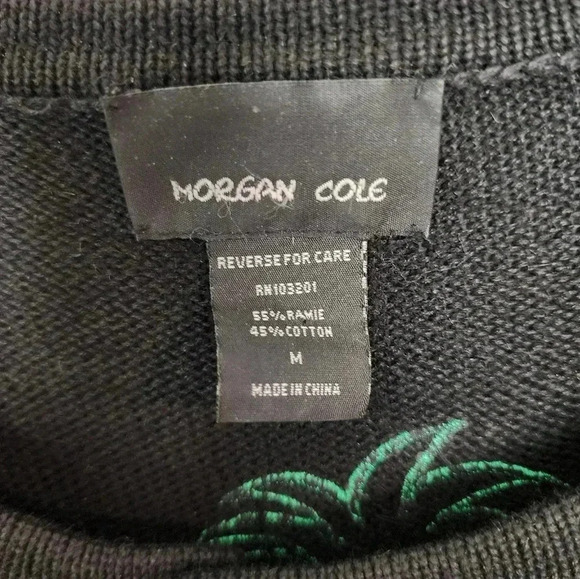 MORGAN COLE
REVERSE FOR CARE
RN103201
55% RAMIE
45% COTTON
M
MADE IN CHINA